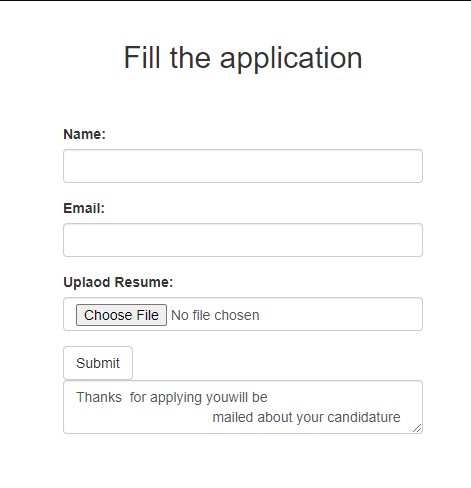 Fill the application
Name:
Email:
Uplaod Resume:
Choose File No file chosen
Submit
Thanks  for applying youwill be
mailed about your candidature